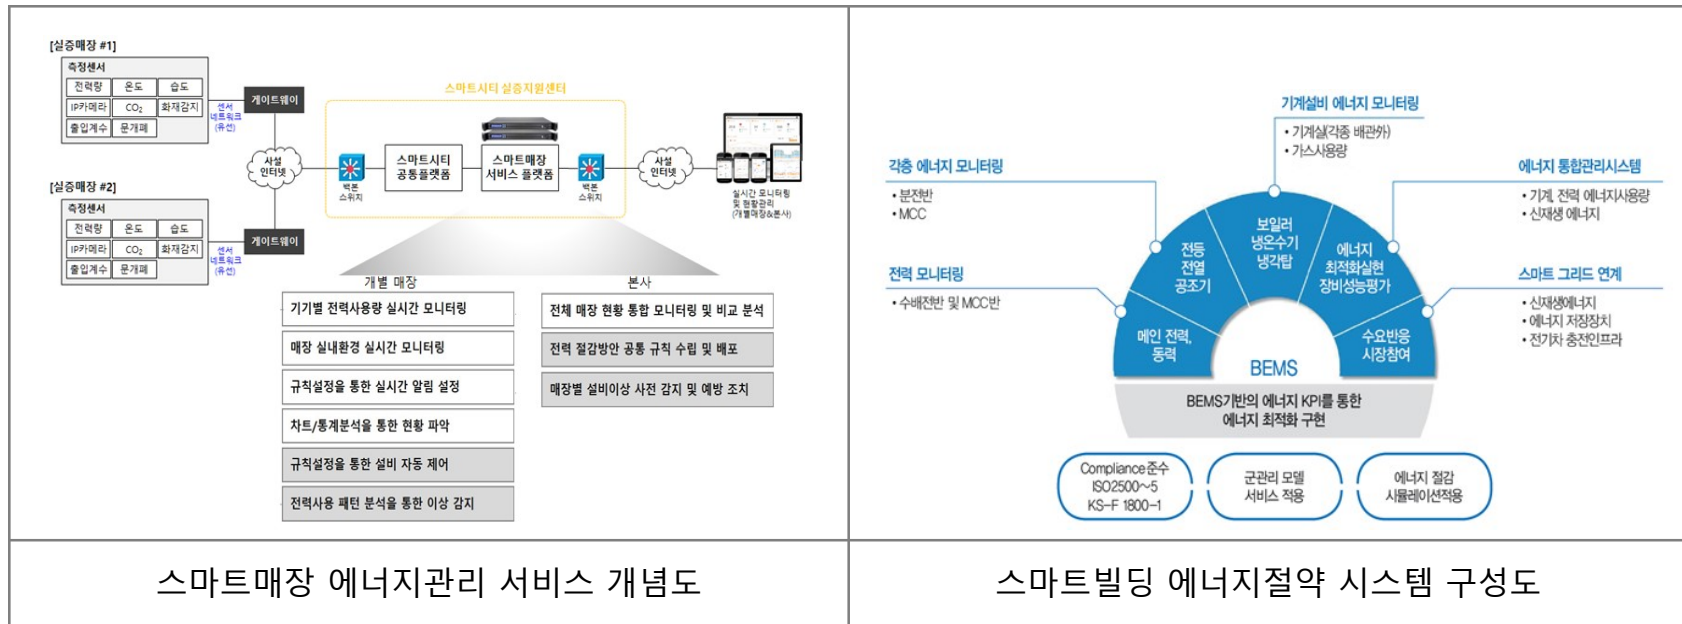 [실증매장 #1]
측정센서
전력량 온도 습도
IP카메라 CO₂ 화재감지
출입계수 문개폐
센서
네트워크
(유선)
게이트웨이
[실증매장 #2]
측정센서
전력량 온도 습도
IP카메라 CO₂ 화재감지
출입계수 문개폐
센서
네트워크
(유선)
게이트웨이
사설
인터넷
스마트시티 실증지원센터
백본
스위치
스마트시티
공통플랫폼
스마트매장
서비스 플랫폼
백본
스위치
사설
인터넷
실시간 모니터링
및 현황관리
(개별매장&본사)
개별 매장
기기별 전력사용량 실시간 모니터링
매장 실내환경 실시간 모니터링
규칙설정을 통한 실시간 알림 설정
차트/통계분석을 통한 현황 파악
규칙설정을 통한 설비 자동 제어
전력사용 패턴 분석을 통한 이상 감지
본사
전체 매장 현황 통합 모니터링 및 비교 분석
전력 절감방안 공통 규칙 수립 및 배포
매장별 설비이상 사전 감지 및 예방 조치
스마트매장 에너지관리 서비스 개념도
기계설비 에너지 모니터링
• 기계실(각종 배관外)
• 가스사용량
각층 에너지 모니터링
• 분전반
• MCC
에너지 통합관리시스템
• 기계, 전력 에너지사용량
• 신재생 에너지
전력 모니터링
• 수배전반 및 MCC반
스마트 그리드 연계
• 신재생에너지
• 에너지 저장장치
• 전기차 충전인프라
메인 전력,
동력
전등
전열
공조기
보일러
냉온수기
냉각탑
에너지
최적화실현
장비성능평가
수요반응
시장참여
BEMS
BEMS기반의 에너지 KPI를 통한
에너지 최적화 구현
Compliance 준수
ISO2500~5
KS-F 1800-1
군관리 모델
서비스 적용
에너지 절감
시뮬레이션적용
스마트빌딩 에너지절약 시스템 구성도